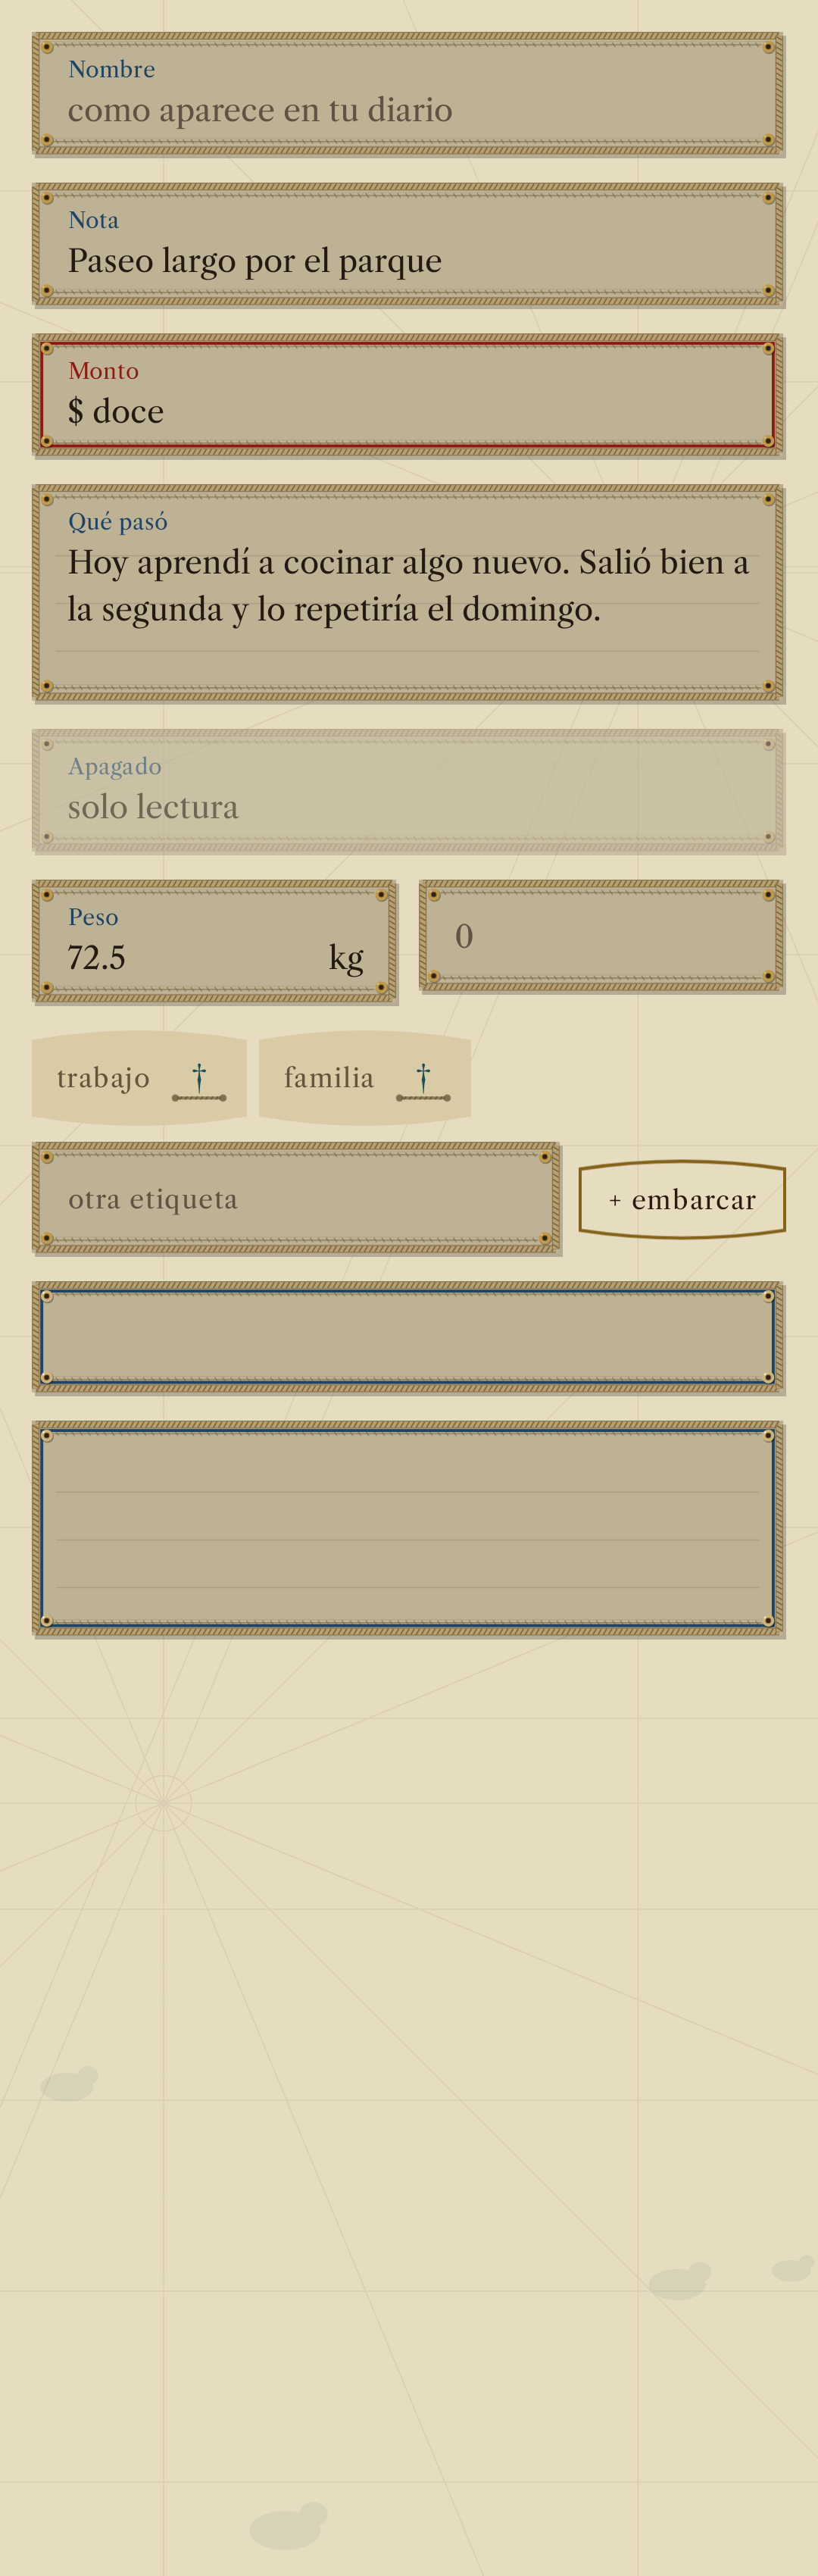 Nombre
como aparece en tu diario
Nota
Paseo largo por el parque
Monto
$ doce
Qué pasó
Hoy aprendí a cocinar algo nuevo. Salió bien a
la segunda y lo repetiría el domingo.
Apagado
solo lectura
Peso
72.5 kg
0
trabajo †
familia †
otra etiqueta
+ embarcar